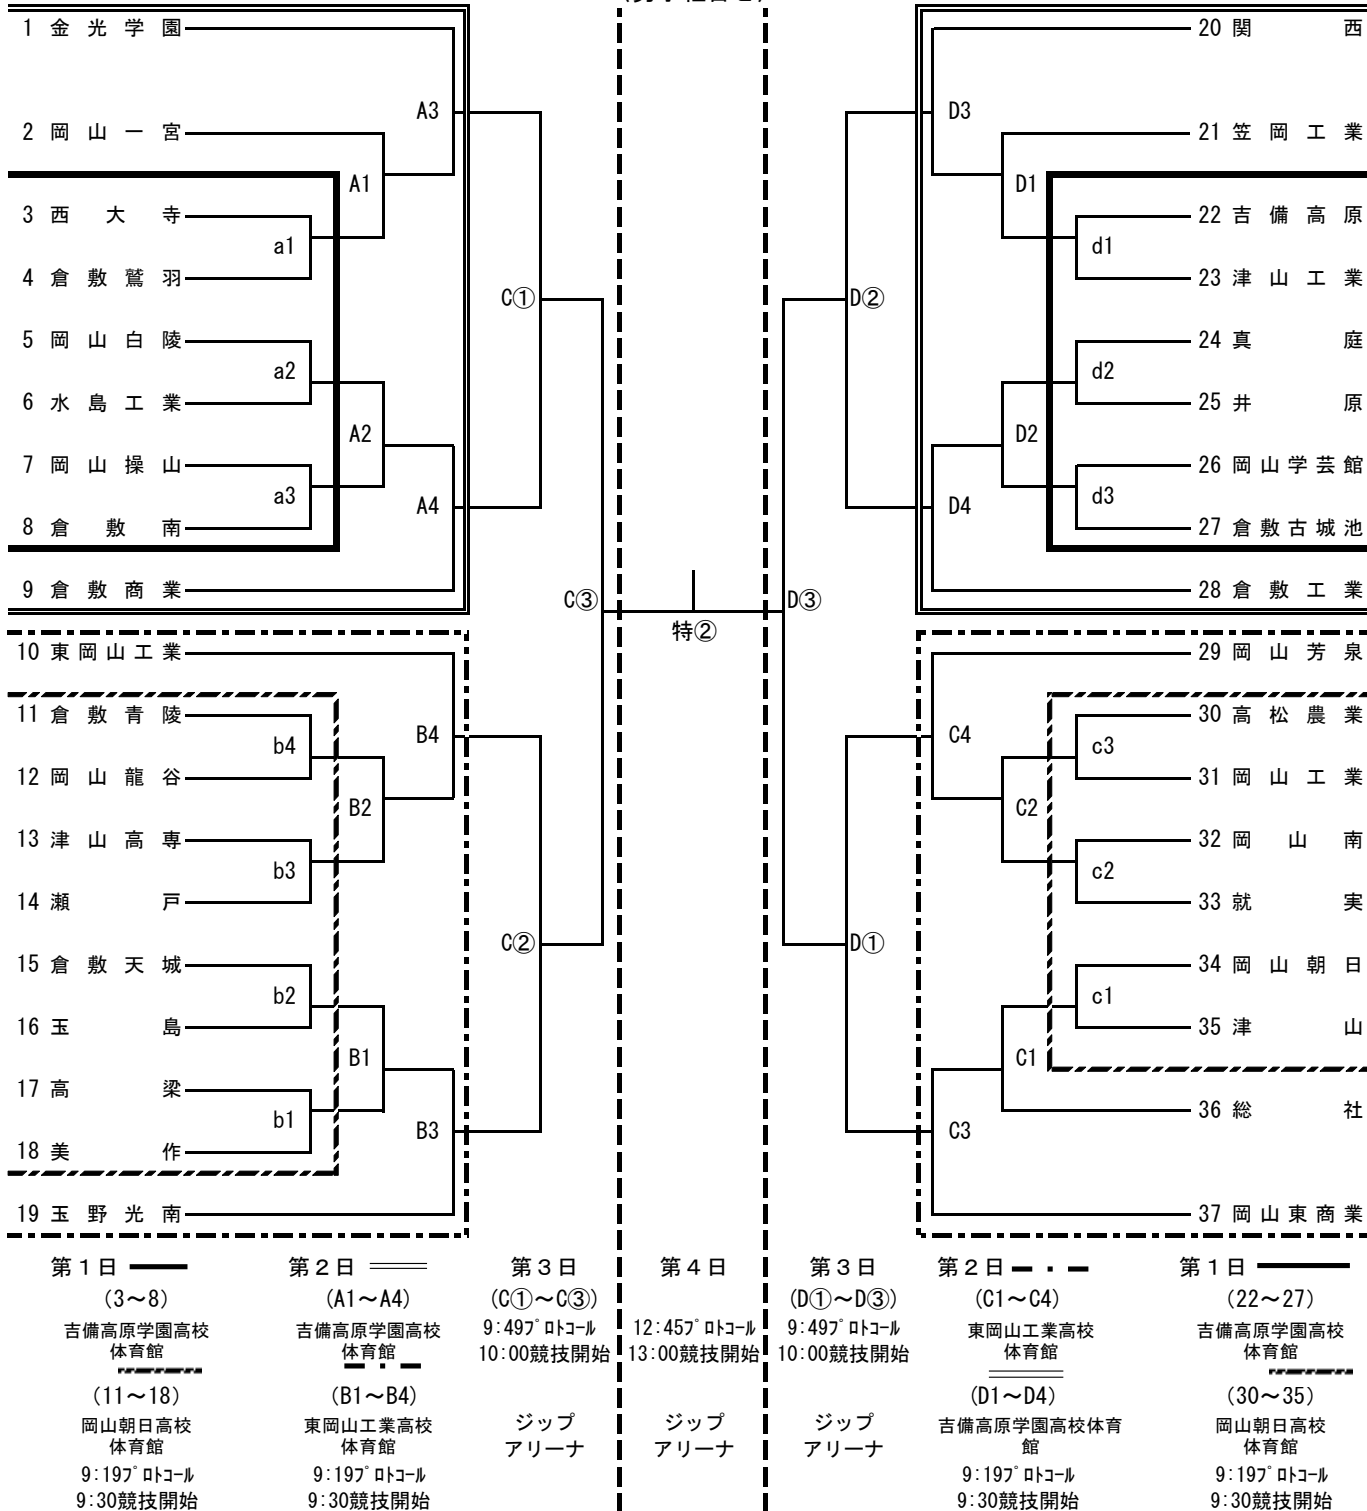 1 金光学園
2 岡山一宮
3 西大寺
4 倉敷鷲羽
5 岡山白陵
6 水島工業
7 岡山操山
8 倉敷南
9 倉敷商業
10 東岡山工業
11 倉敷青陵
12 岡山龍谷
13 津山高専
14 瀬戸
15 倉敷天城
16 玉島
17 高梁
18 美作
19 玉野光南
a1
a2
a3
b4
b3
b2
b1
A1
A2
B2
B1
A3
A4
B4
B3
C①
C②
C③
特②
D③
D②
D①
D3
D4
C4
C3
D1
D2
C2
C1
d1
d2
d3
c3
c2
c1
20 関西
21 笠岡工業
22 吉備高原
23 津山工業
24 真庭
25 井原
26 岡山学芸館
27 倉敷古城池
28 倉敷工業
29 岡山芳泉
30 高松農業
31 岡山工業
32 岡山南
33 就実
34 岡山朝日
35 津山
36 総社
37 岡山東商業
第1日
(3～8)
吉備高原学園高校
体育館
(11～18)
岡山朝日高校
体育館
9:19プロトコール
9:30競技開始
第2日
(A1～A4)
吉備高原学園高校
体育館
(B1～B4)
東岡山工業高校
体育館
9:19プロトコール
9:30競技開始
第3日
(C①～C③)
9:49プロトコール
10:00競技開始
ジップ
アリーナ
第4日
12:45プロトコール
13:00競技開始
ジップ
アリーナ
第3日
(D①～D③)
9:49プロトコール
10:00競技開始
ジップ
アリーナ
第2日
(C1～C4)
東岡山工業高校
体育館
(D1～D4)
吉備高原学園高校体育
館
9:19プロトコール
9:30競技開始
第1日
(22～27)
吉備高原学園高校
体育館
(30～35)
岡山朝日高校
体育館
9:19プロトコール
9:30競技開始